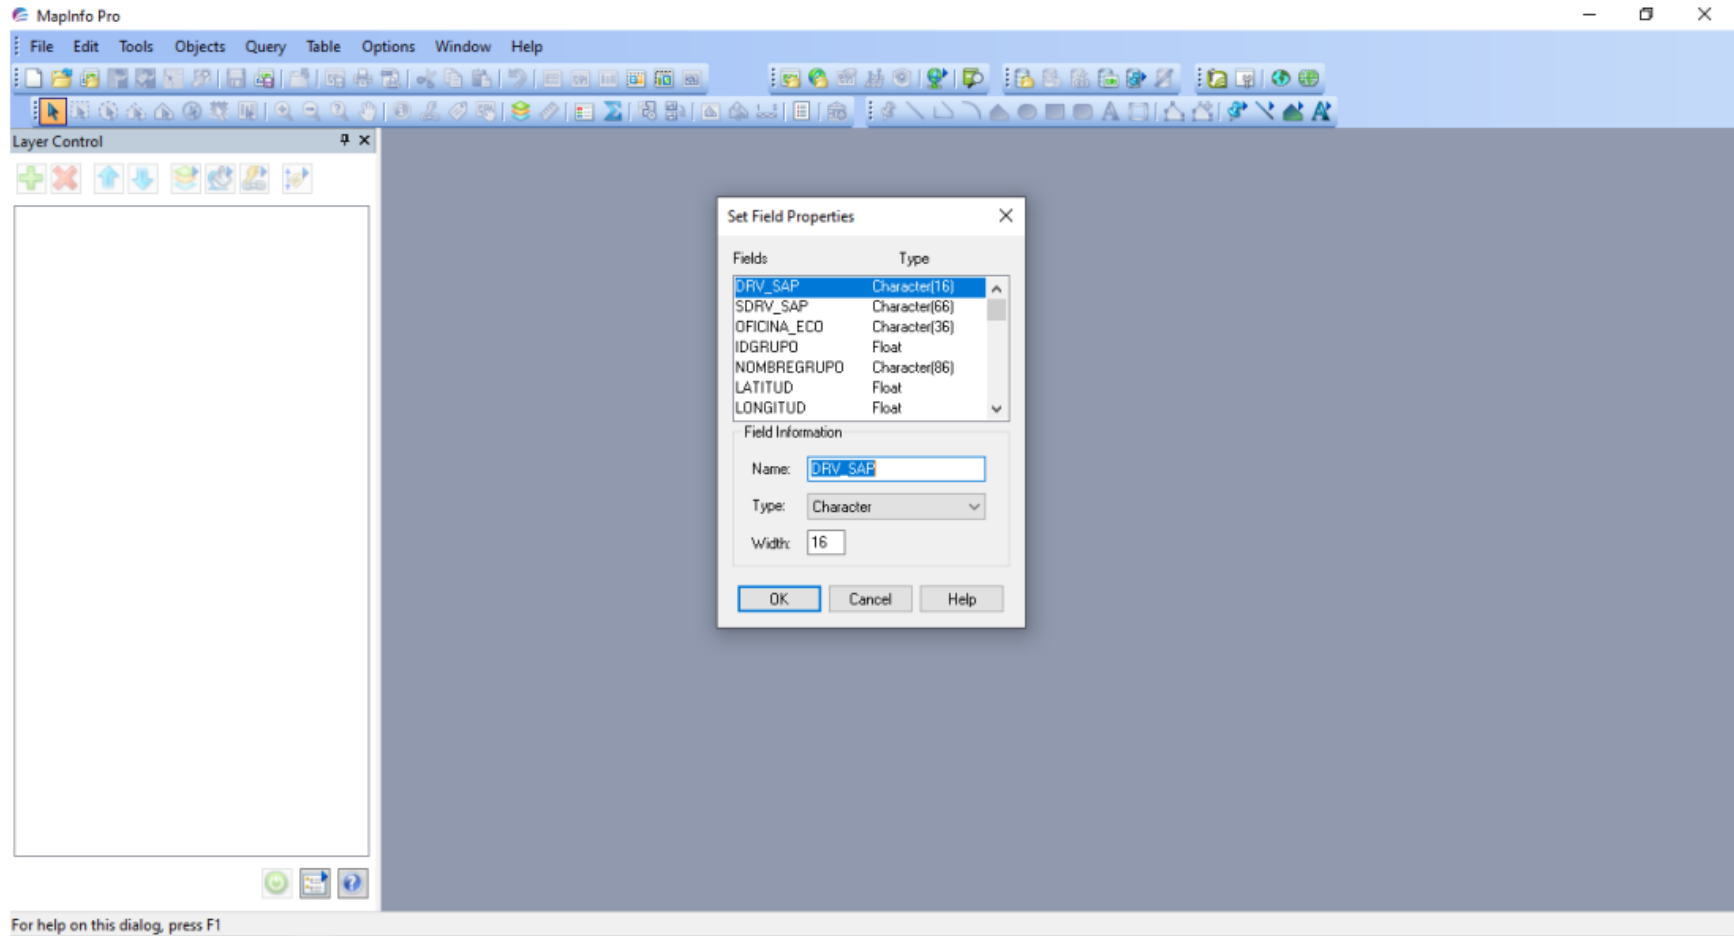 MapInfo Pro
File Edit Tools Objects Query Table Options Window Help
Layer Control
Set Field Properties
Fields Type
DRV_SAP Character(16)
SDRV_SAP Character(66)
OFICINA_ECO Character(36)
IDGRUPO Float
NOMBREGRUPO Character(86)
LATITUD Float
LONGITUD Float
Field Information
Name: DRV_SAP
Type: Character
Width: 16
OK Cancel Help
For help on this dialog, press F1